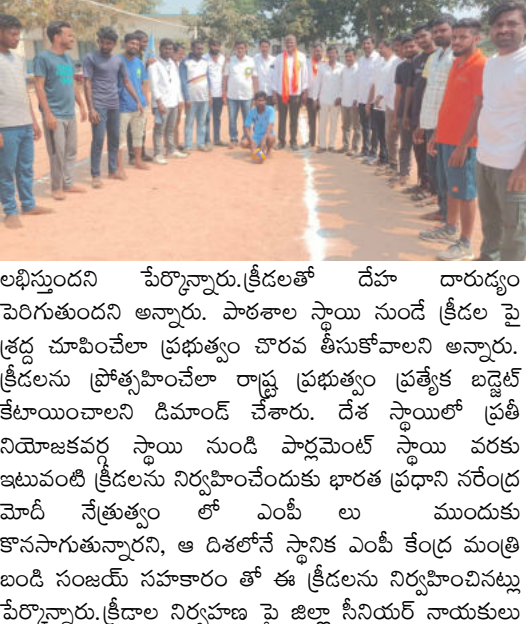 లభిస్తుందని పేర్కొన్నారు.క్రీడలతో దేహ దారుడ్యం
పెరిగుతుందని అన్నారు. పాఠశాల స్థాయి నుండే క్రీడల పై
శ్రద్ద చూపించేలా ప్రభుత్వం చొరవ తీసుకోవాలని అన్నారు.
క్రీడలను ప్రోత్సహించేలా రాష్ట్ర ప్రభుత్వం ప్రత్యేక బడ్జెట్
కేటాయించాలని డిమాండ్ చేశారు. దేశ స్థాయిలో ప్రతీ
నియోజకవర్గ స్థాయి నుండి పార్లమెంట్ స్థాయి వరకు
ఇటువంటి క్రీడలను నిర్వహించేందుకు భారత ప్రధాని నరేంద్ర
మోదీ నేత్రుత్వం లో ఎంపీ లు ముందుకు
కొనసాగుతున్నారని, ఆ దిశలోనే స్థానిక ఎంపీ కేంద్ర మంత్రి
బండి సంజయ్ సహకారం తో ఈ క్రీడలను నిర్వహించినట్లు
పేర్కొన్నారు.క్రీడాల నిర్వహణ పై జిల్లా సీనియర్ నాయకులు